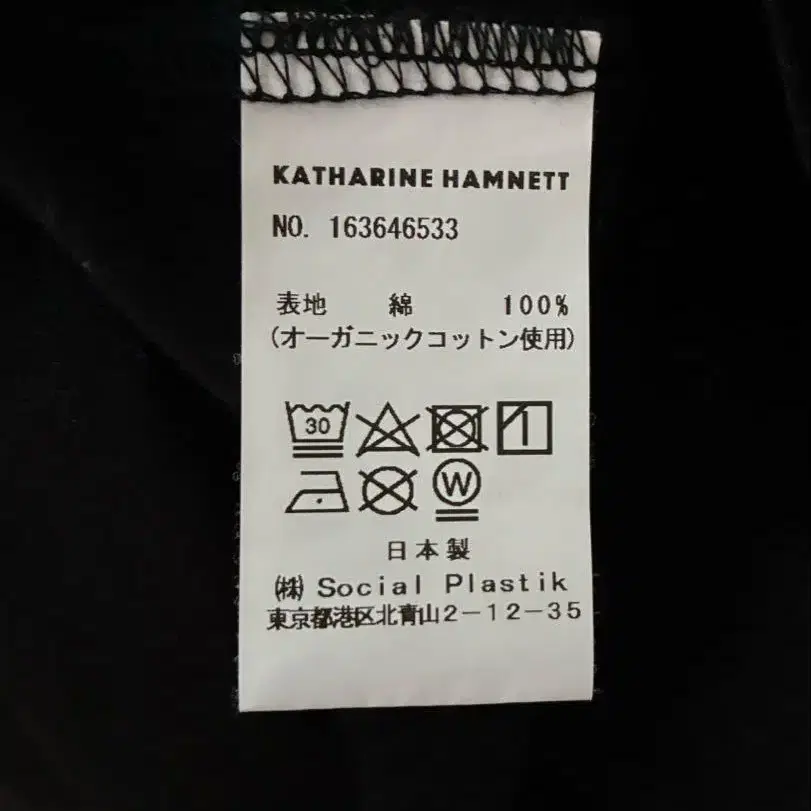 KATHARINE HAMNETT
NO. 163646533
表地 綿 100%
(オーガニックコットン使用)
30
W
日本製
㈱ Social Plastik
東京都港区北青山2-12-35